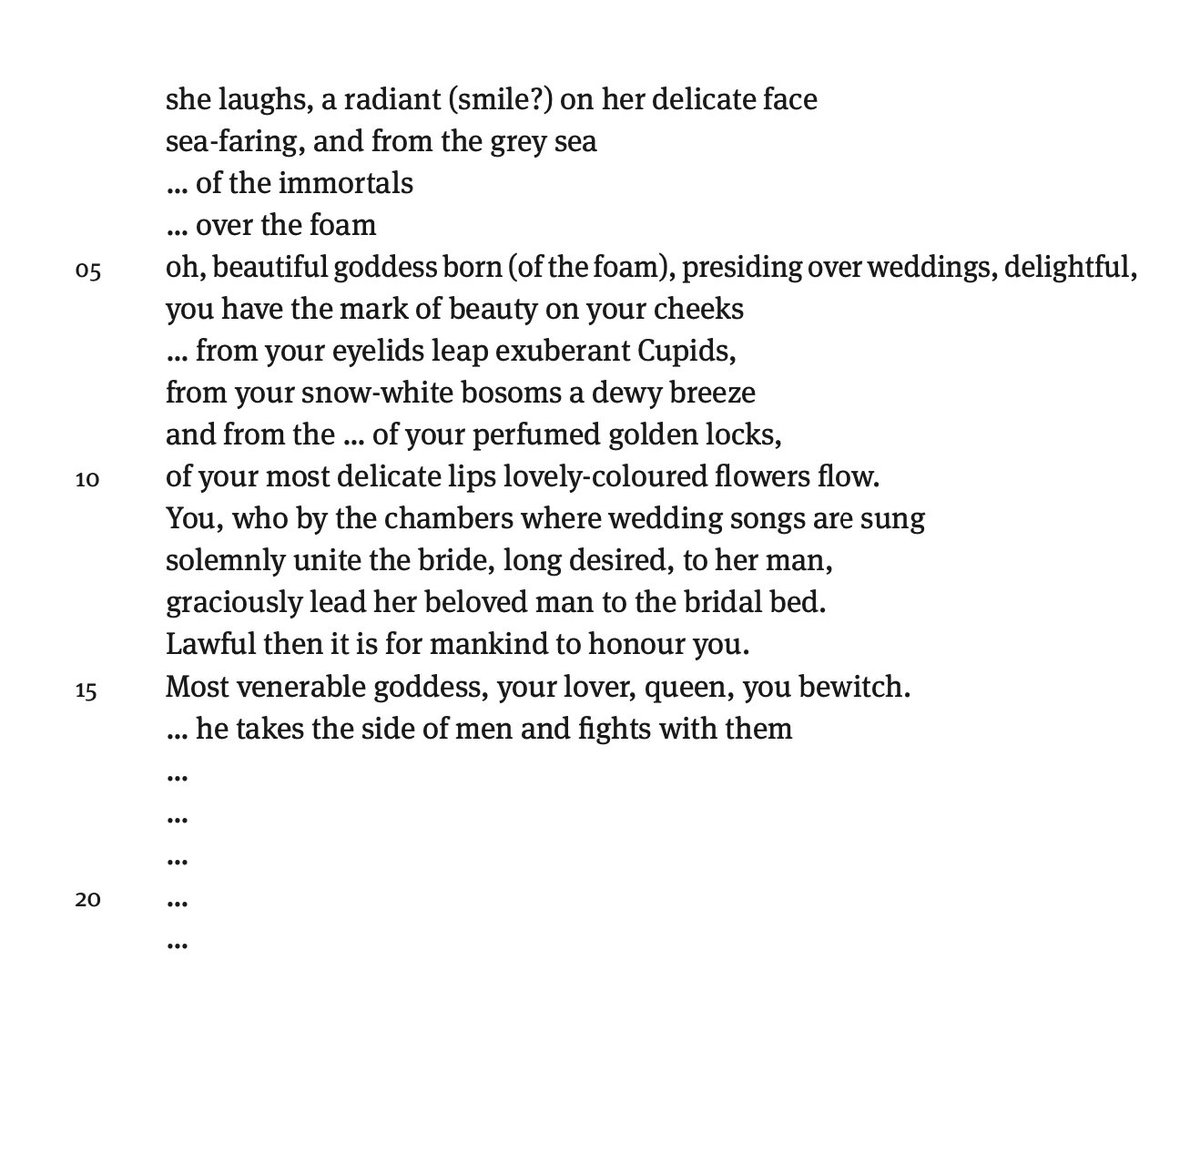 she laughs, a radiant (smile?) on her delicate face
sea-faring, and from the grey sea
... of the immortals
... over the foam
05 oh, beautiful goddess born (of the foam), presiding over weddings, delightful,
you have the mark of beauty on your cheeks
... from your eyelids leap exuberant Cupids,
from your snow-white bosoms a dewy breeze
and from the ... of your perfumed golden locks,
10 of your most delicate lips lovely-coloured flowers flow.
You, who by the chambers where wedding songs are sung
solemnly unite the bride, long desired, to her man,
graciously lead her beloved man to the bridal bed.
Lawful then it is for mankind to honour you.
15 Most venerable goddess, your lover, queen, you bewitch.
... he takes the side of men and fights with them
...
...
...
20 ...
...